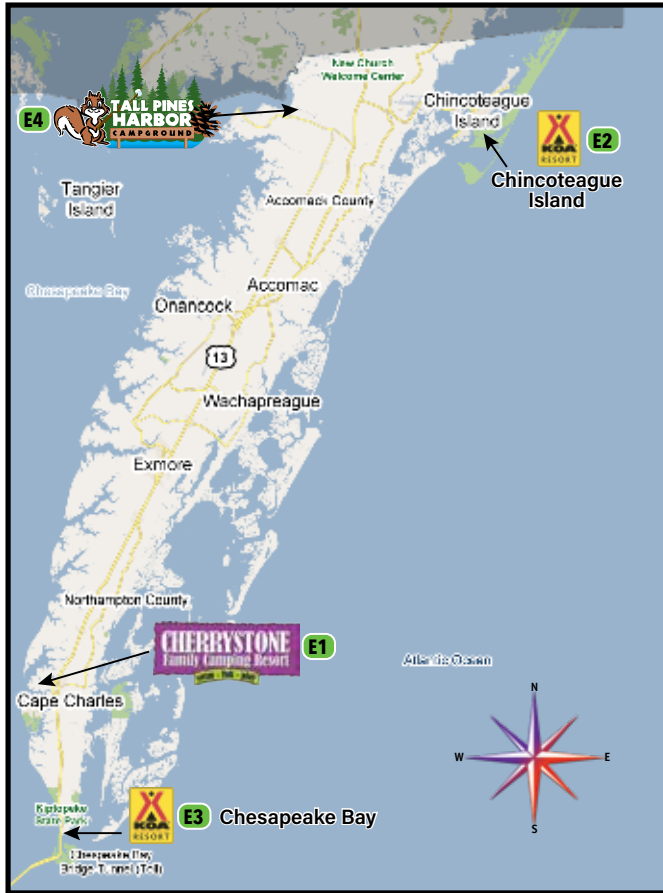 New Church
Welcome Center
E4
TALL PINES
HARBOR
CAMPGROUND
Chincoteague
Island
KOA
RESORT
E2
Chincoteague
Island
Tangier
Island
Accomack County
Chesapeake Bay
Accomac
Onancock
13
Wachapreague
Exmore
Northampton County
CHERRYSTONE
Family Camping Resort
E1
Atlantic Ocean
Cape Charles
N
W
E
S
Kiptopeke
State Park
KOA
RESORT
E3
Chesapeake Bay
Chesapeake Bay
Bridge Tunnel (Toll)